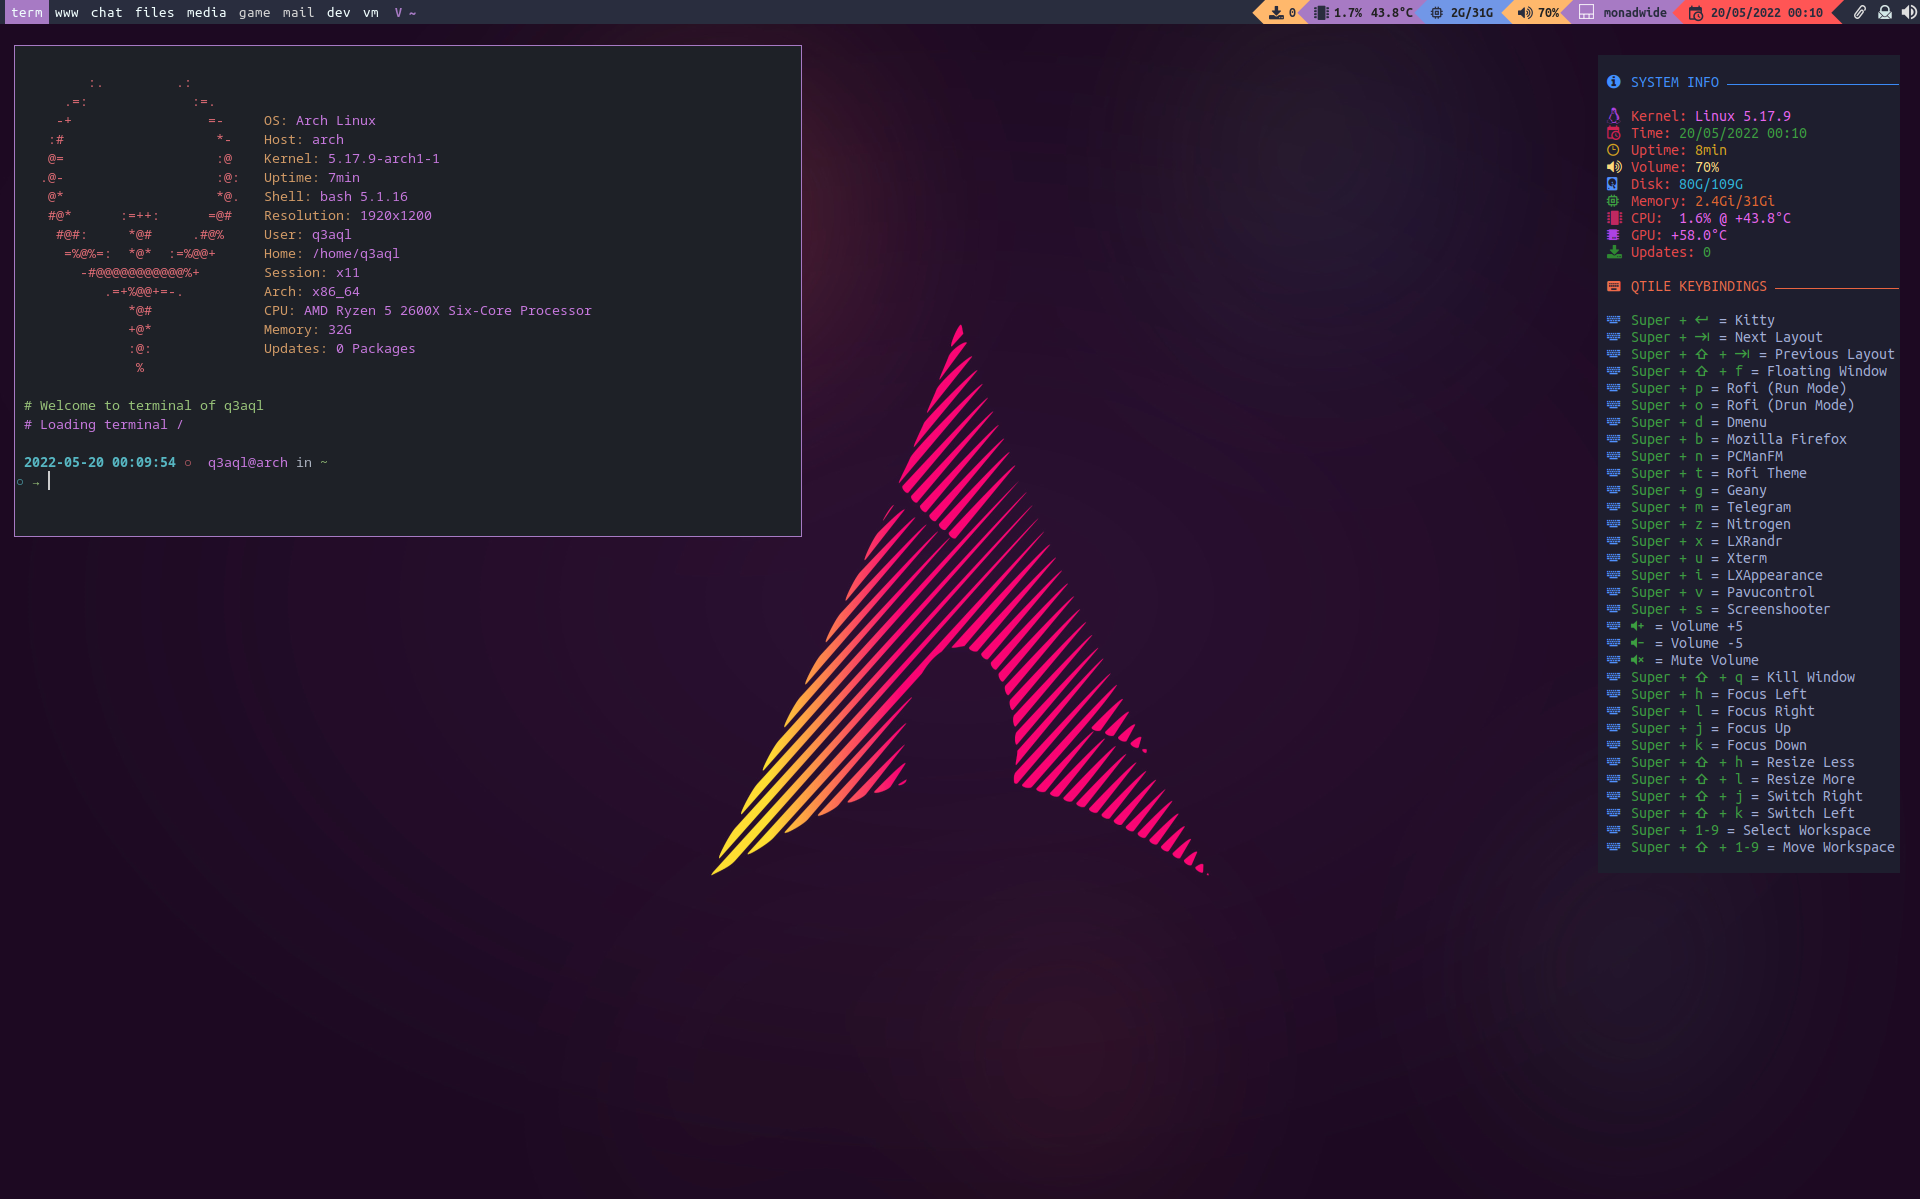 term www chat files media game mail dev vm V ~
0 1.7% 43.8°C 2G/31G 70% monadwide 20/05/2022 00:10
:. .:
.=: :=.
-+ =-
:# *-
@= :@
.@- :@:
@* *@.
#@* :=++: =@#
#@#: *@# .#@%
=%@%=: *@* :=%@@+
-#@@@@@@@@@@@%+
.=+%@@+=-.
*@#
+@*
:@:
%
OS: Arch Linux
Host: arch
Kernel: 5.17.9-arch1-1
Uptime: 7min
Shell: bash 5.1.16
Resolution: 1920x1200
User: q3aql
Home: /home/q3aql
Session: x11
Arch: x86_64
CPU: AMD Ryzen 5 2600X Six-Core Processor
Memory: 32G
Updates: 0 Packages
# Welcome to terminal of q3aql
# Loading terminal /
2022-05-20 00:09:54 ○ q3aql@arch in ~
○ →
SYSTEM INFO
Kernel: Linux 5.17.9
Time: 20/05/2022 00:10
Uptime: 8min
Volume: 70%
Disk: 80G/109G
Memory: 2.4Gi/31Gi
CPU: 1.6% @ +43.8°C
GPU: +58.0°C
Updates: 0
QTILE KEYBINDINGS
Super + ↵ = Kitty
Super + ⇥ = Next Layout
Super + ⇧ + ⇥ = Previous Layout
Super + ⇧ + f = Floating Window
Super + p = Rofi (Run Mode)
Super + o = Rofi (Drun Mode)
Super + d = Dmenu
Super + b = Mozilla Firefox
Super + n = PCManFM
Super + t = Rofi Theme
Super + g = Geany
Super + m = Telegram
Super + z = Nitrogen
Super + x = LXRandr
Super + u = Xterm
Super + i = LXAppearance
Super + v = Pavucontrol
Super + s = Screenshooter
= Volume +5
= Volume -5
= Mute Volume
Super + ⇧ + q = Kill Window
Super + h = Focus Left
Super + l = Focus Right
Super + j = Focus Up
Super + k = Focus Down
Super + ⇧ + h = Resize Less
Super + ⇧ + l = Resize More
Super + ⇧ + j = Switch Right
Super + ⇧ + k = Switch Left
Super + 1-9 = Select Workspace
Super + ⇧ + 1-9 = Move Workspace